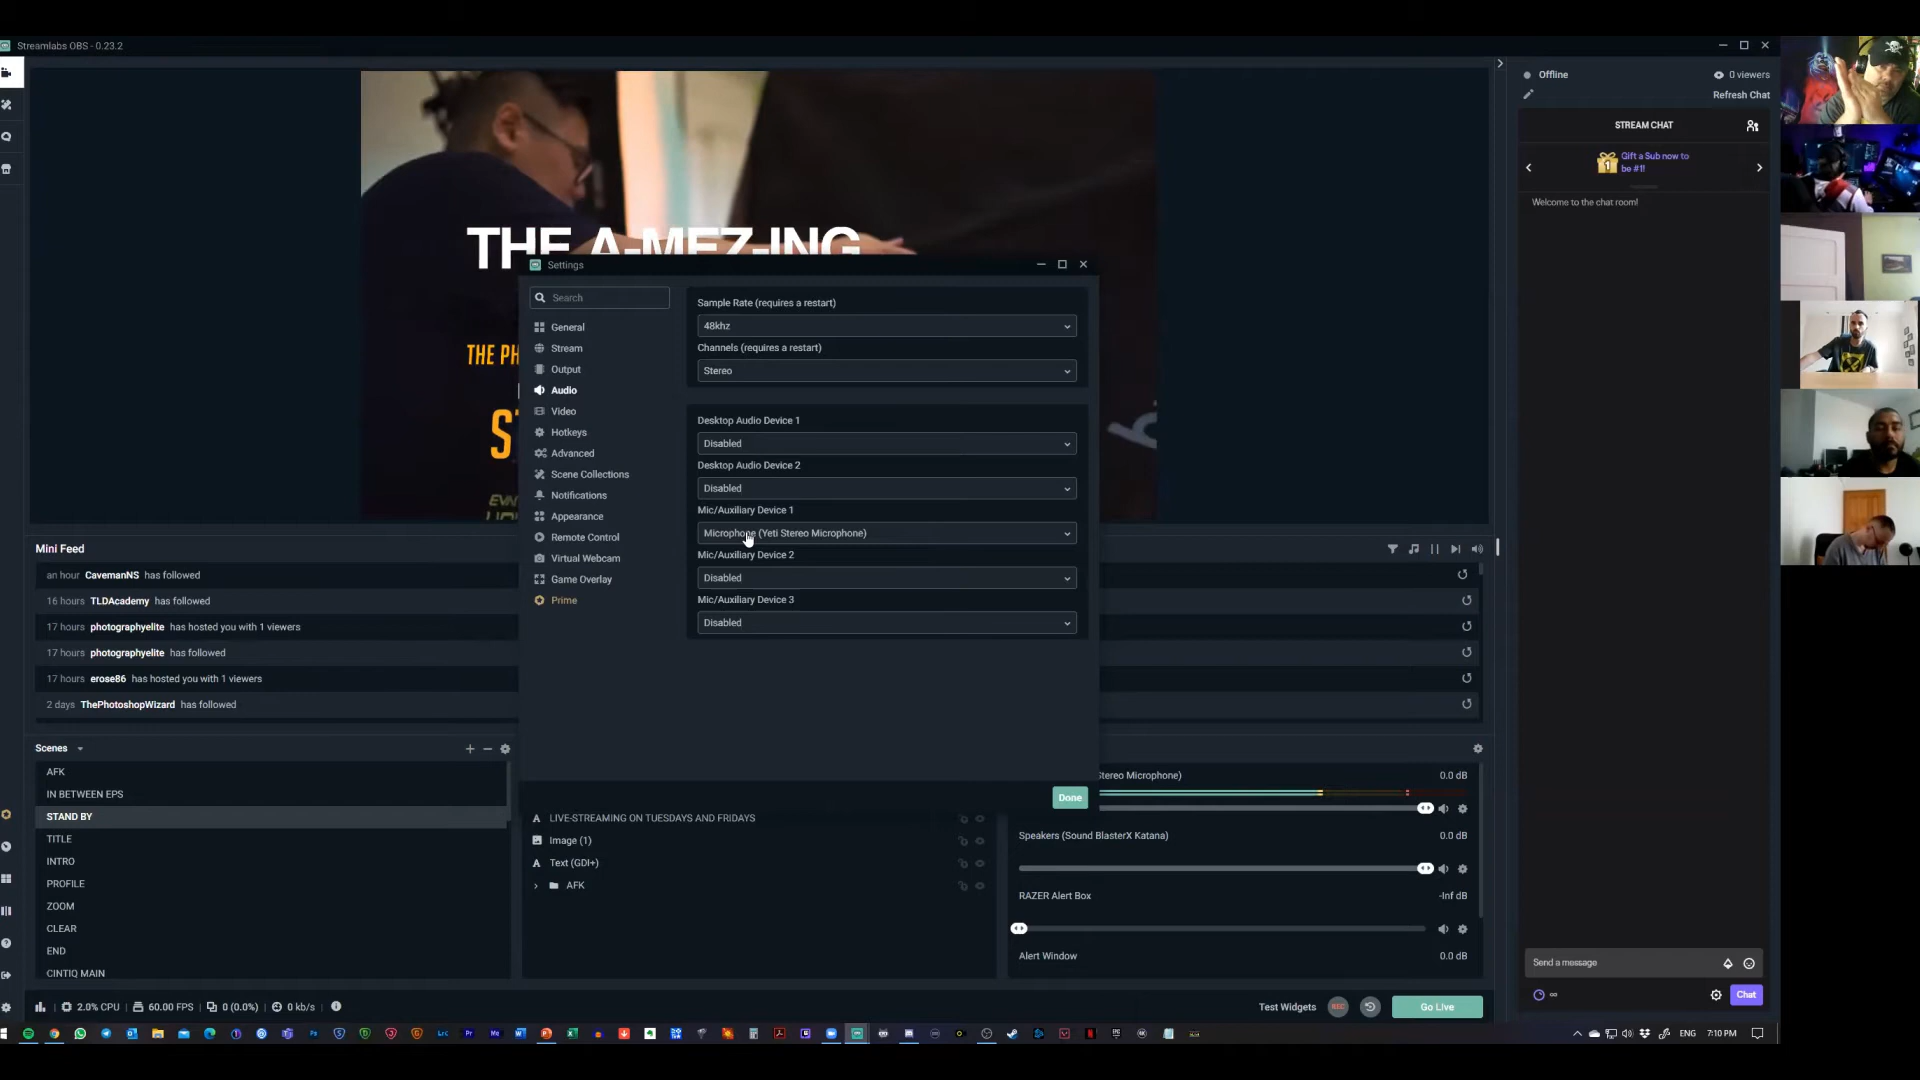 Streamlabs OBS - 0.23.2
Offline
0 viewers
Refresh Chat
STREAM CHAT
Gift a Sub now to
be #1!
Welcome to the chat room!
THE A-MEZ-ING
THE PH
Settings
Search
General
Stream
Output
Audio
Video
Hotkeys
Advanced
Scene Collections
Notifications
Appearance
Remote Control
Virtual Webcam
Game Overlay
Prime
Sample Rate (requires a restart)
48khz
Channels (requires a restart)
Stereo
Desktop Audio Device 1
Disabled
Desktop Audio Device 2
Disabled
Mic/Auxiliary Device 1
Microphone (Yeti Stereo Microphone)
Mic/Auxiliary Device 2
Disabled
Mic/Auxiliary Device 3
Disabled
Done
Mini Feed
an hour CavemanNS has followed
16 hours TLDAcademy has followed
17 hours photographyelite has hosted you with 1 viewers
17 hours photographyelite has followed
17 hours erose86 has hosted you with 1 viewers
2 days ThePhotoshopWizard has followed
Scenes
AFK
IN BETWEEN EPS
STAND BY
TITLE
INTRO
PROFILE
ZOOM
CLEAR
END
CINTIQ MAIN
LIVE-STREAMING ON TUESDAYS AND FRIDAYS
Image (1)
Text (GDI+)
AFK
Stereo Microphone) 0.0 dB
Speakers (Sound BlasterX Katana) 0.0 dB
RAZER Alert Box -Inf dB
Alert Window 0.0 dB
Send a message
Chat
2.0% CPU 60.00 FPS 0 (0.0%) 0 kb/s
Test Widgets REC Go Live
ENG 7:10 PM